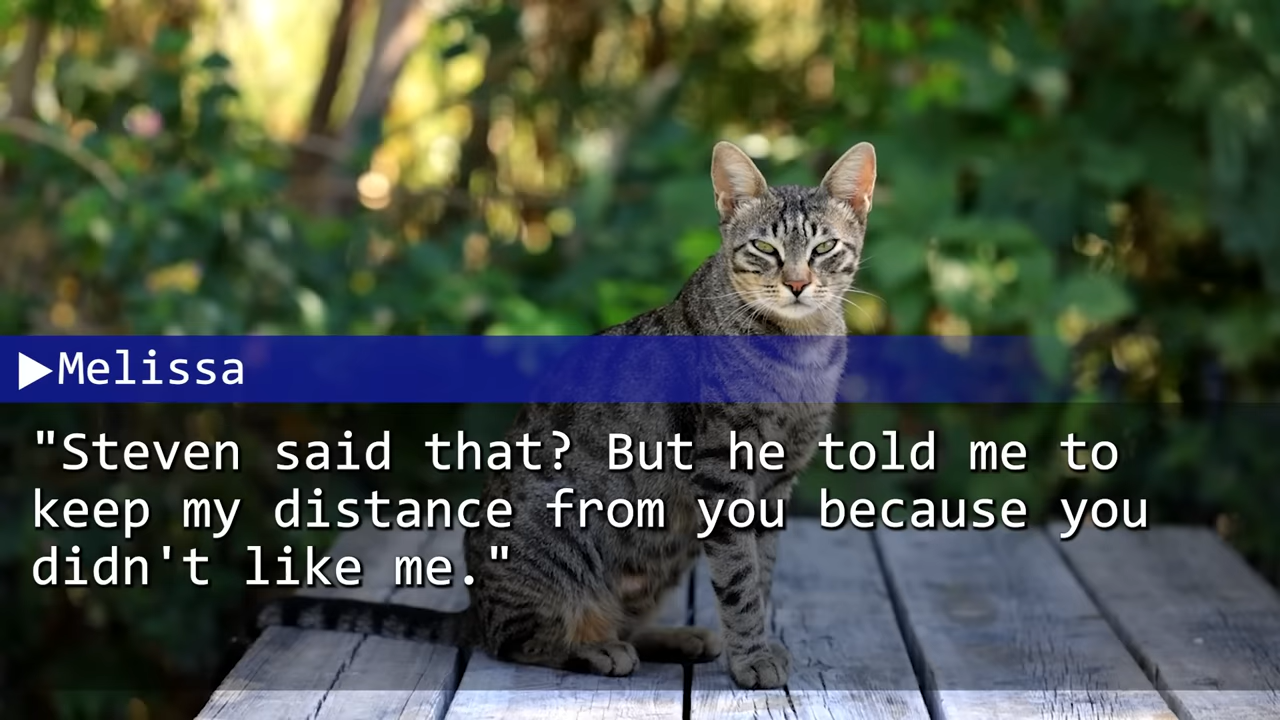 ▶Melissa
"Steven said that? But he told me to
keep my distance from you because you
didn't like me."